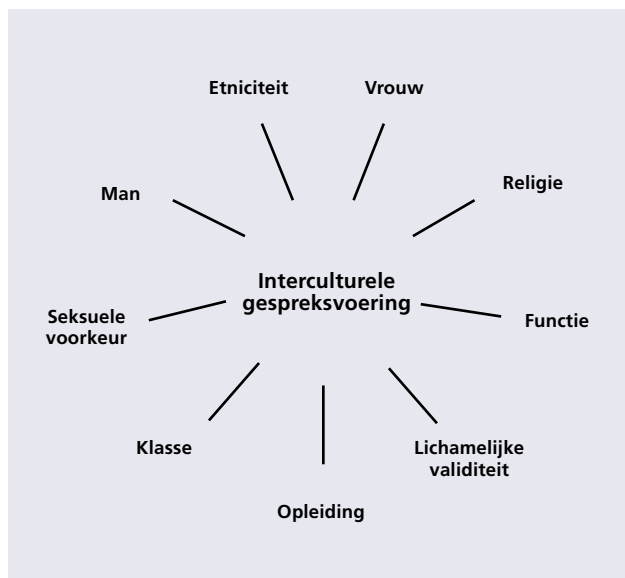 Etniciteit
Vrouw
Man
Religie
Interculturele
gespreksvoering
Seksuele
voorkeur
Functie
Klasse
Lichamelijke
validiteit
Opleiding